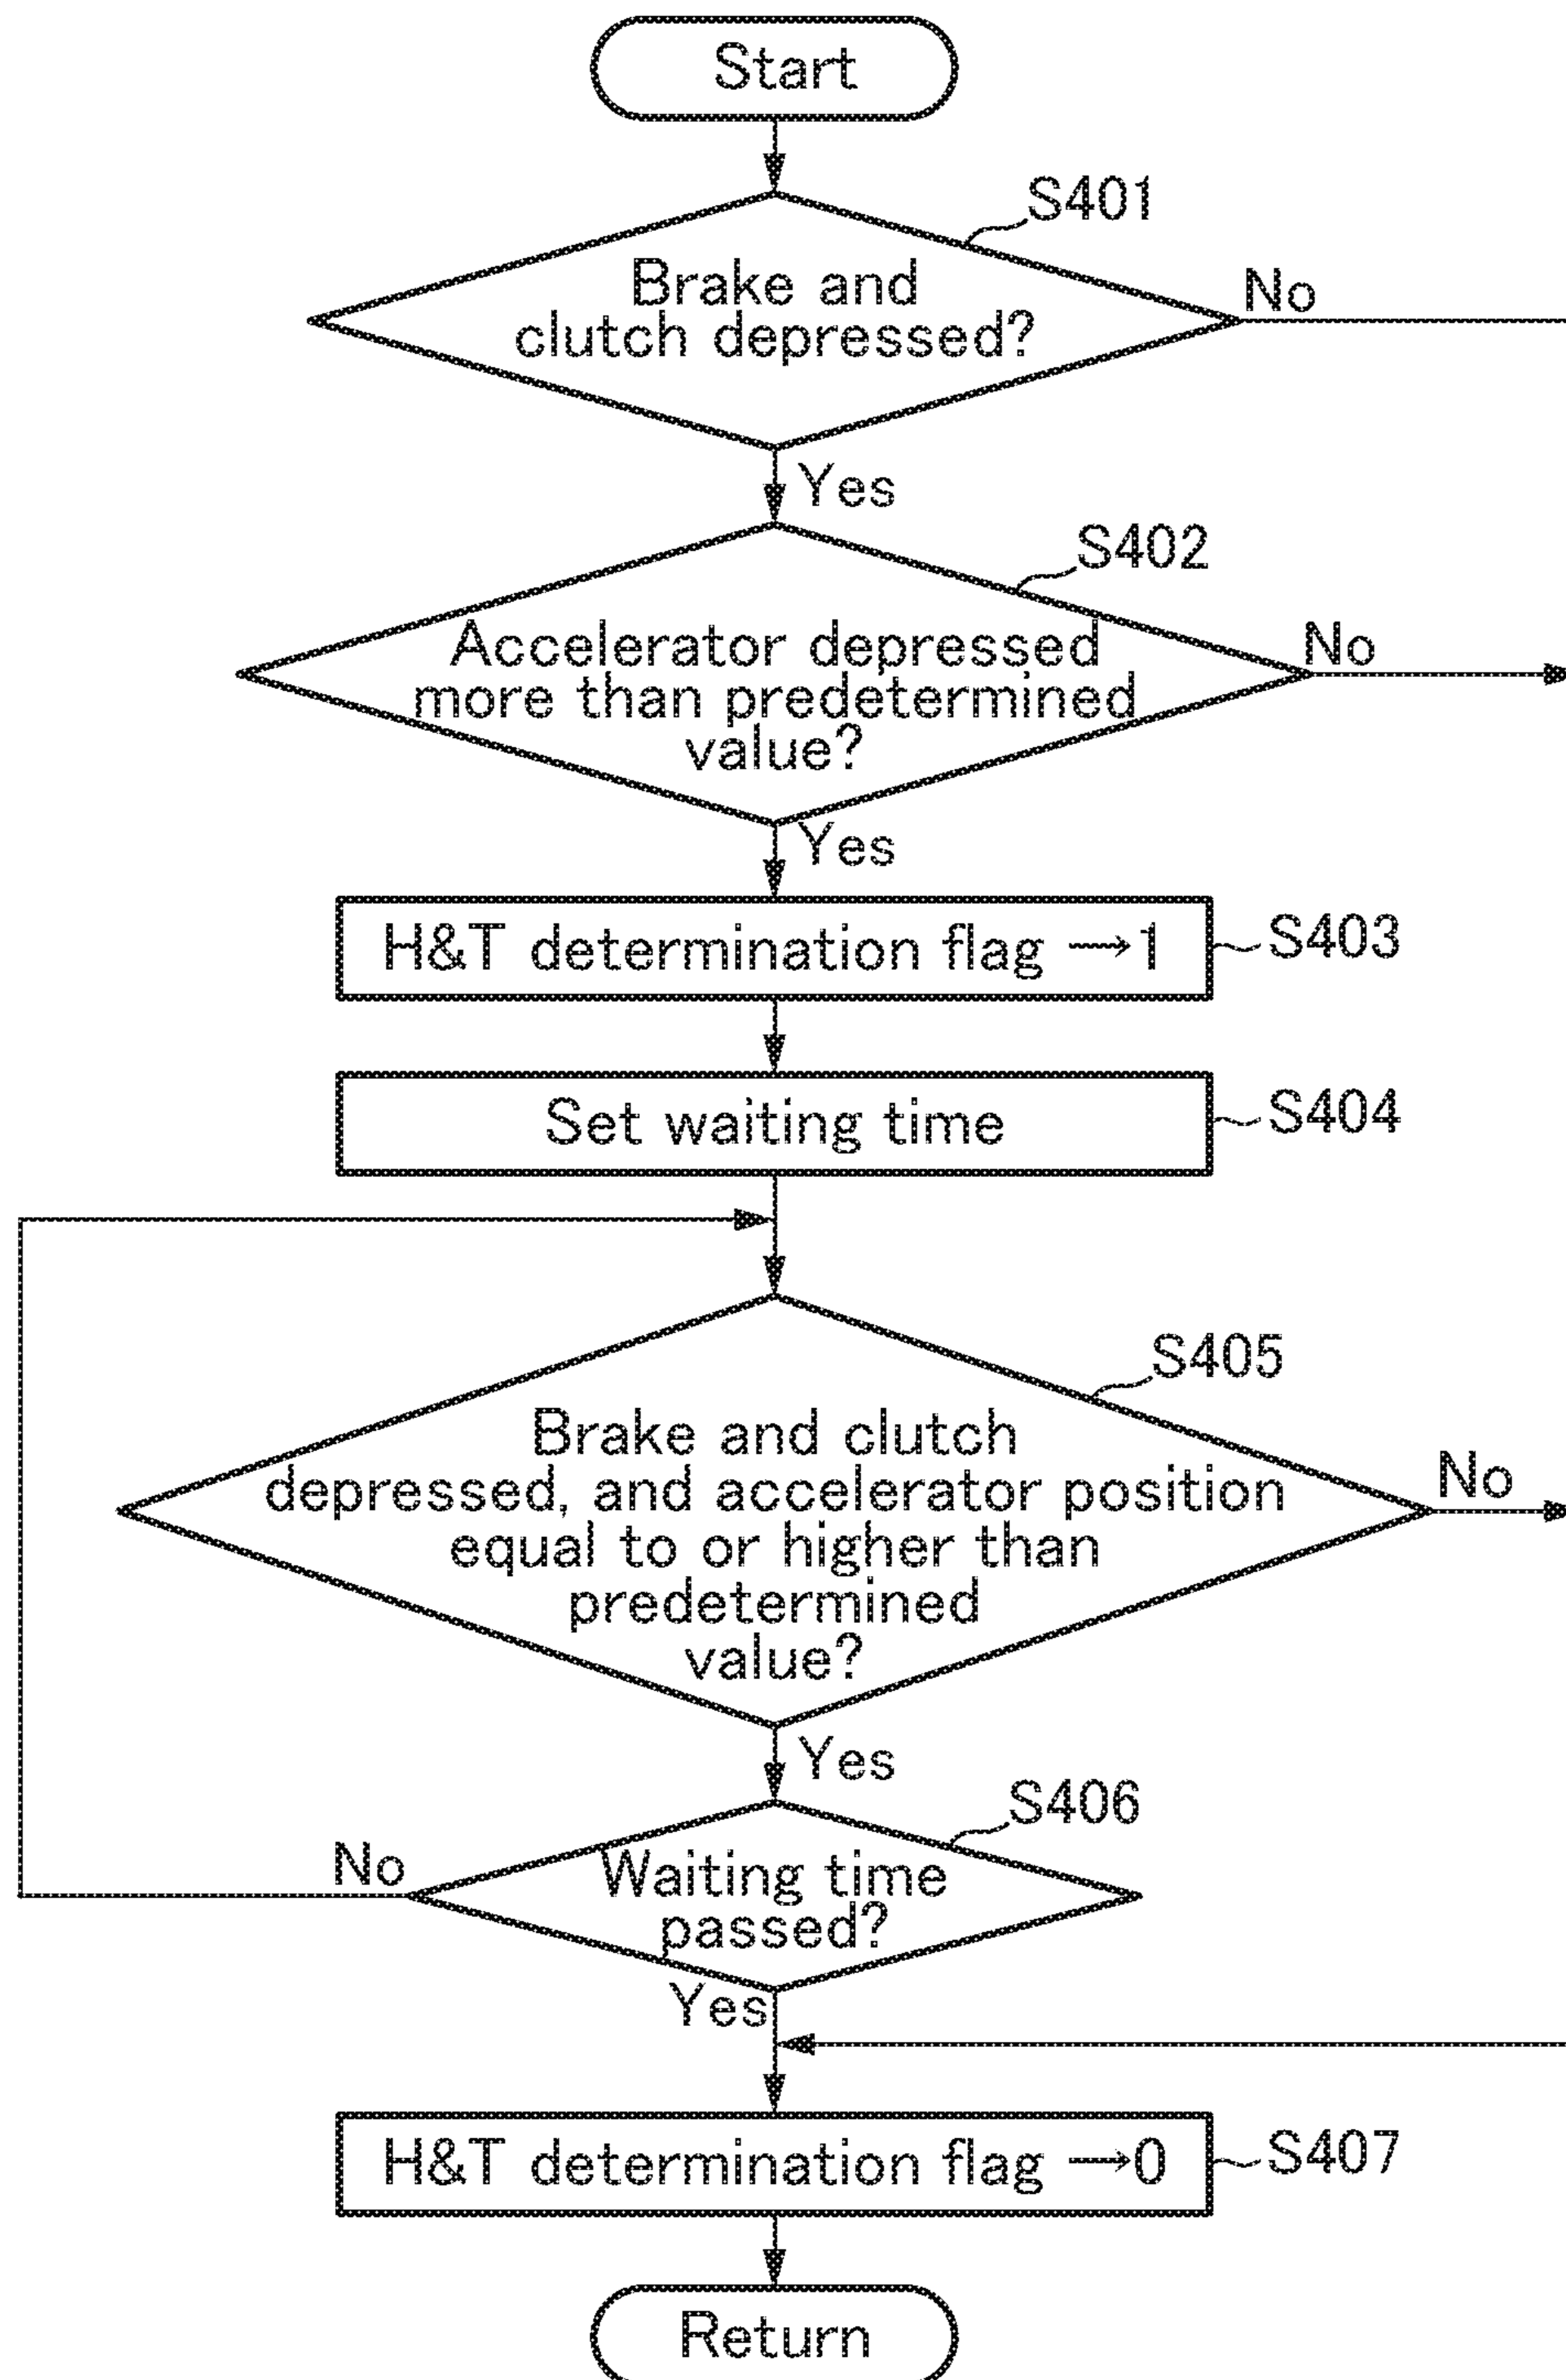 Start
S401
Brake and
clutch depressed?
No
Yes
S402
Accelerator depressed
more than predetermined
value?
No
Yes
H&T determination flag →1
S403
Set waiting time
S404
S405
Brake and clutch
depressed, and accelerator position
equal to or higher than
predetermined
value?
No
Yes
S406
No
Waiting time
passed?
Yes
H&T determination flag →0
S407
Return